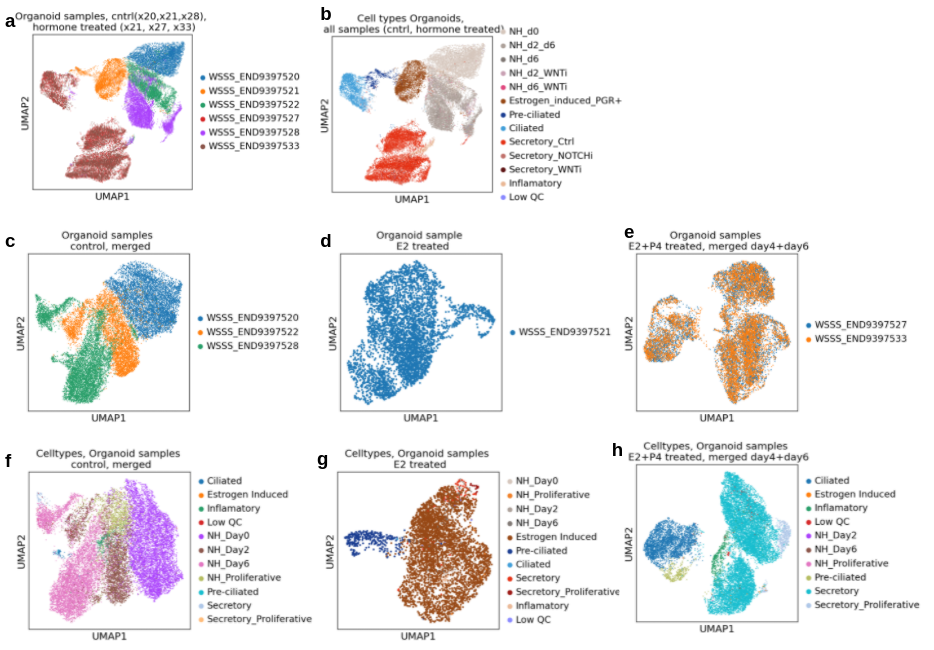 a
Organoid samples, cntrl(x20,x21,x28),
hormone treated (x21, x27, x33)
UMAP2
UMAP1
WSSS_END9397520
WSSS_END9397521
WSSS_END9397522
WSSS_END9397527
WSSS_END9397528
WSSS_END9397533
b
Cell types Organoids,
all samples (cntrl, hormone treated)
UMAP2
UMAP1
NH_d0
NH_d2_d6
NH_d6
NH_d2_WNTi
NH_d6_WNTi
Estrogen_induced_PGR+
Pre-ciliated
Ciliated
Secretory_Ctrl
Secretory_NOTCHi
Secretory_WNTi
Inflamatory
Low QC
c
Organoid samples
control, merged
UMAP2
UMAP1
WSSS_END9397520
WSSS_END9397522
WSSS_END9397528
d
Organoid sample
E2 treated
UMAP2
UMAP1
WSSS_END9397521
e
Organoid samples
E2+P4 treated, merged day4+day6
UMAP2
UMAP1
WSSS_END9397527
WSSS_END9397533
f
Celltypes, Organoid samples
control, merged
UMAP2
UMAP1
Ciliated
Estrogen Induced
Inflamatory
Low QC
NH_Day0
NH_Day2
NH_Day6
NH_Proliferative
Pre-ciliated
Secretory
Secretory_Proliferative
g
Celltypes, Organoid samples
E2 treated
UMAP2
UMAP1
NH_Day0
NH_Proliferative
NH_Day2
NH_Day6
Estrogen Induced
Pre-ciliated
Ciliated
Secretory
Secretory_Proliferative
Inflamatory
Low QC
h
Celltypes, Organoid samples
E2+P4 treated, merged day4+day6
UMAP2
UMAP1
Ciliated
Estrogen Induced
Inflamatory
Low QC
NH_Day2
NH_Day6
NH_Proliferative
Pre-ciliated
Secretory
Secretory_Proliferative